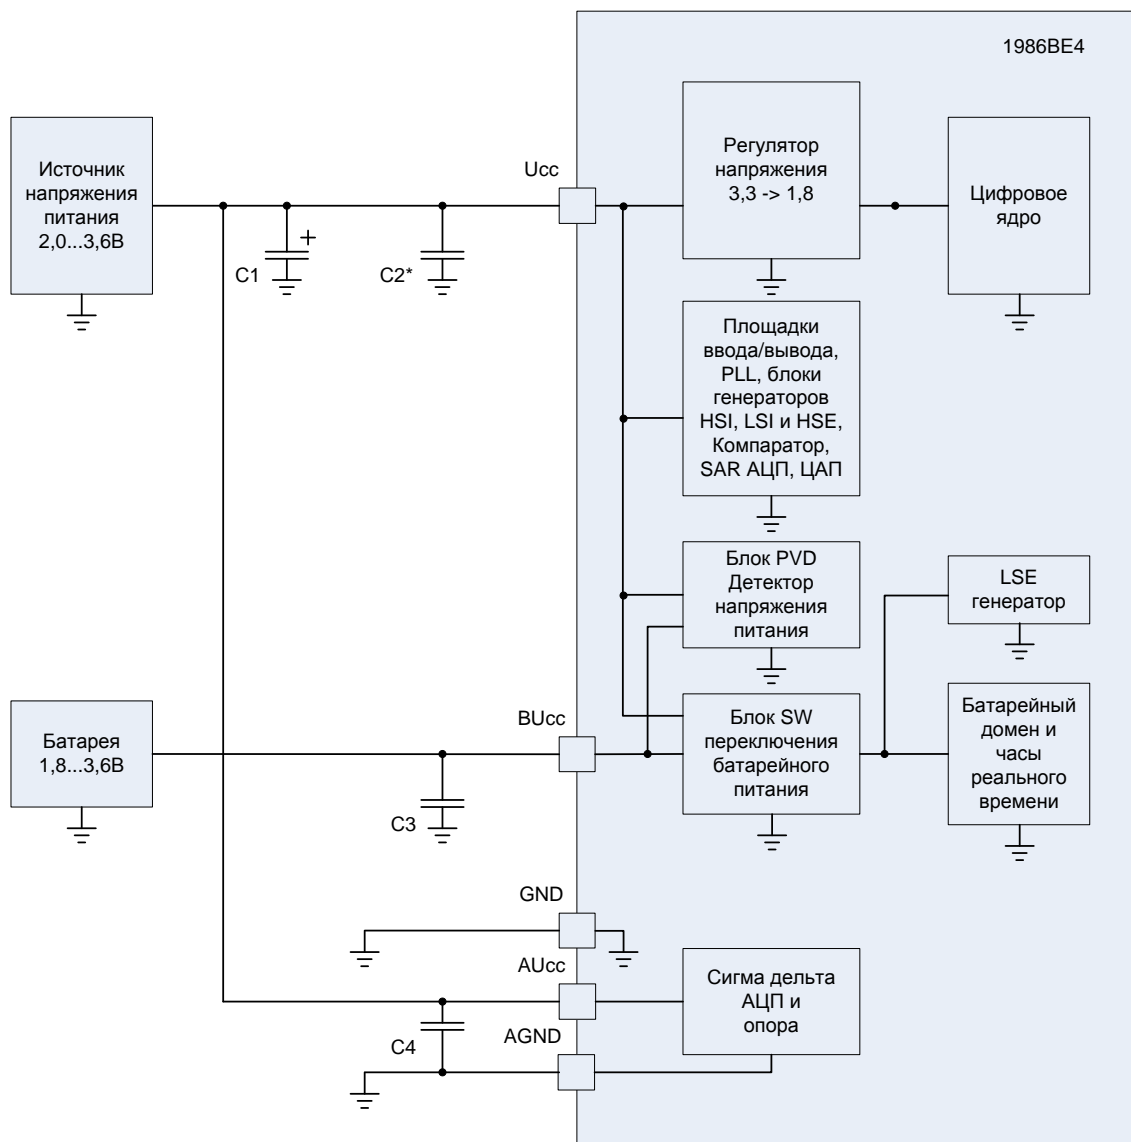 1986ВЕ4
Источник
напряжения
питания
2,0...3,6В
Ucc
Регулятор
напряжения
3,3 -> 1,8
Цифровое
ядро
+
C1
C2*
Площадки
ввода/вывода,
PLL, блоки
генераторов
HSI, LSI и HSE,
Компаратор,
SAR АЦП, ЦАП
Блок PVD
Детектор
напряжения
питания
LSE
генератор
Батарея
1,8...3,6В
BUcc
Блок SW
переключения
батарейного
питания
Батарейный
домен и
часы
реального
времени
C3
GND
AUcc
Сигма дельта
АЦП и
опора
C4
AGND